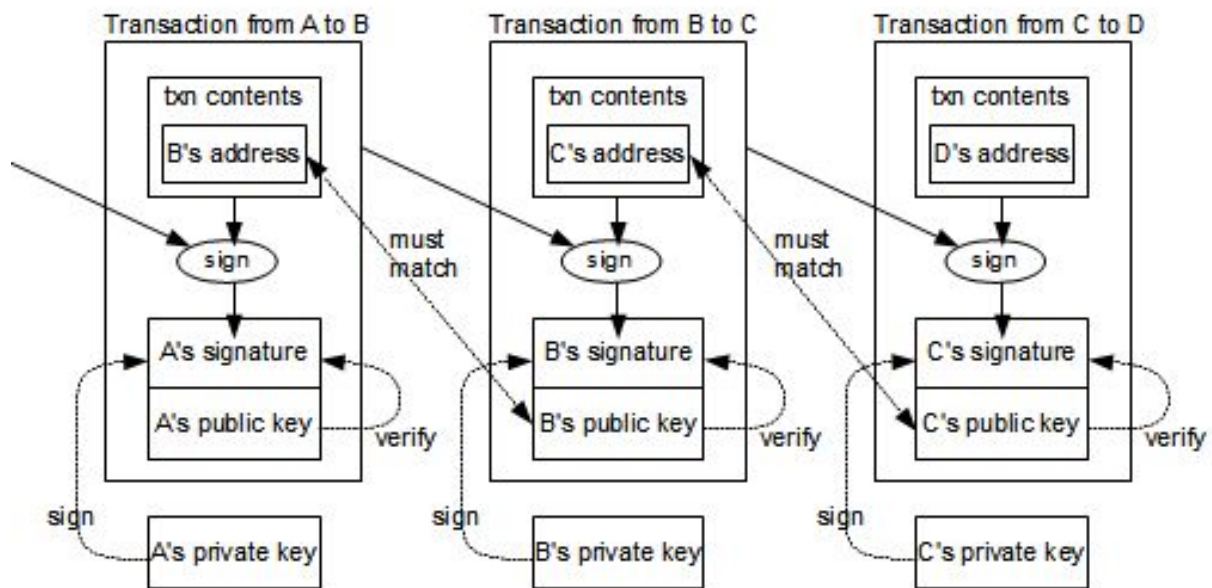 Transaction from A to B
txn contents
B's address
sign
A's signature
A's public key
verify
sign
A's private key
must
match
Transaction from B to C
txn contents
C's address
sign
B's signature
B's public key
verify
sign
B's private key
must
match
Transaction from C to D
txn contents
D's address
sign
C's signature
C's public key
verify
sign
C's private key